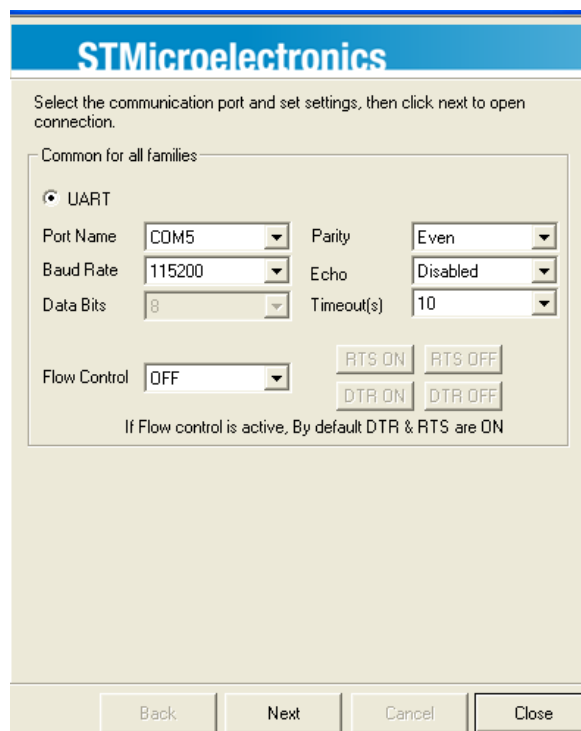 STMicroelectronics
Select the communication port and set settings, then click next to open
connection.
Common for all families
UART
Port Name COM5 Parity Even
Baud Rate 115200 Echo Disabled
Data Bits 8 Timeout(s) 10
RTS ON RTS OFF
Flow Control OFF
DTR ON DTR OFF
If Flow control is active, By default DTR & RTS are ON
Back Next Cancel Close